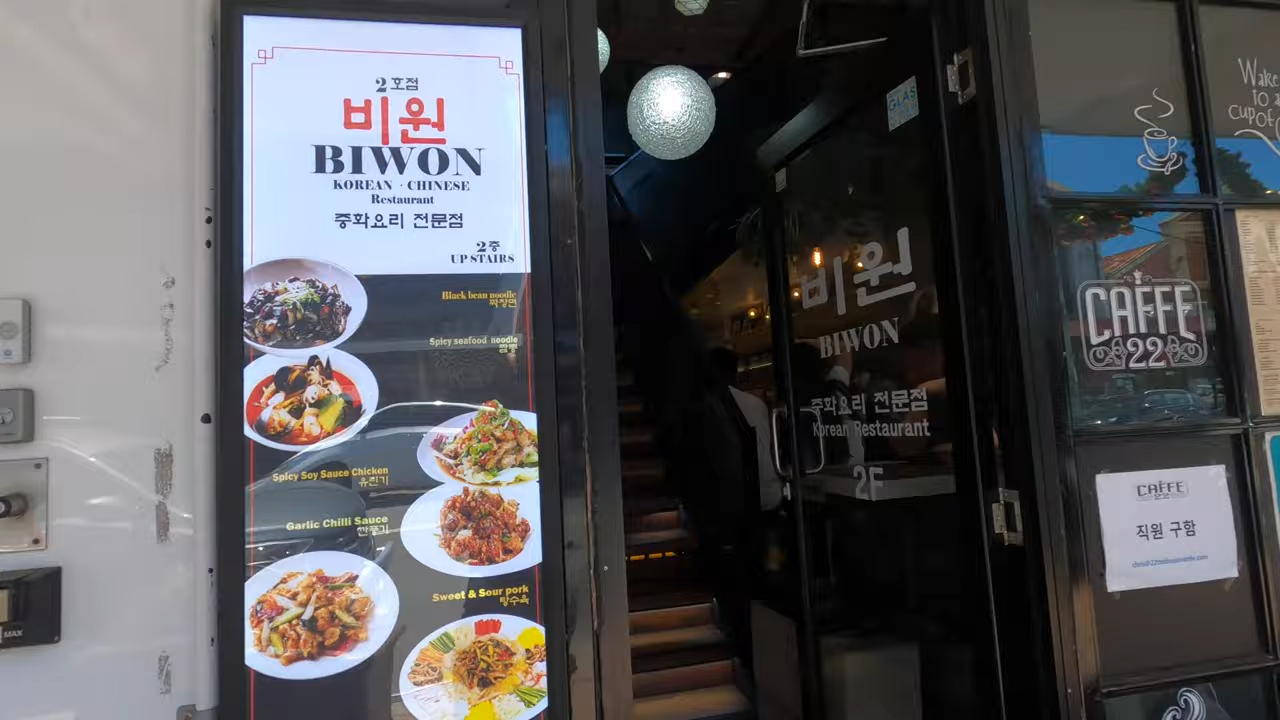 2호점
비원
BIWON
KOREAN · CHINESE
Restaurant
중화요리 전문점
2층
UP STAIRS
Black bean noodle
짜장면
Spicy seafood noodle
짬뽕
Spicy Soy Sauce Chicken
유린기
Garlic Chilli Sauce
깐풍기
Sweet & Sour pork
탕수육
MAX
GLAS
비원
BIWON
중화요리 전문점
Korean Restaurant
2F
Wake
to
cup of
CAFFE
22
CAFFE
22
직원 구함